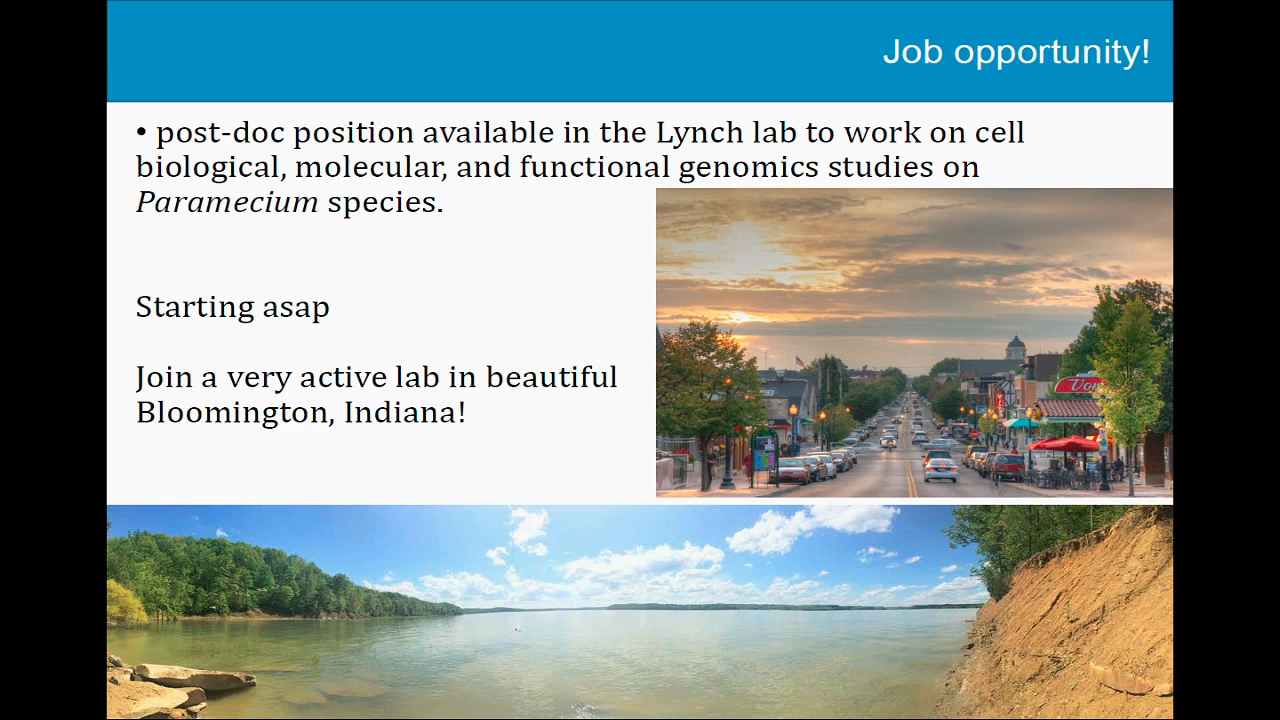 Job opportunity!
• post-doc position available in the Lynch lab to work on cell
biological, molecular, and functional genomics studies on
Paramecium species.
Starting asap
Join a very active lab in beautiful
Bloomington, Indiana!